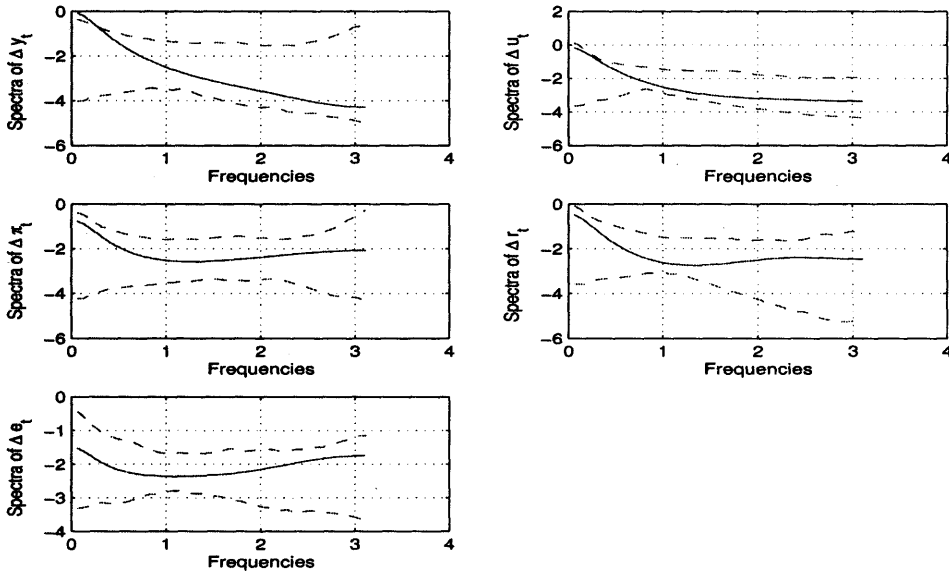 Spectra of Δ y_t
0
−2
−4
−6
0 1 2 3 4
Frequencies
Spectra of Δ u_t
2
0
−2
−4
−6
0 1 2 3 4
Frequencies
Spectra of Δ π_t
0
−2
−4
−6
0 1 2 3 4
Frequencies
Spectra of Δ r_t
0
−2
−4
−6
0 1 2 3 4
Frequencies
Spectra of Δ e_t
0
−1
−2
−3
−4
0 1 2 3 4
Frequencies